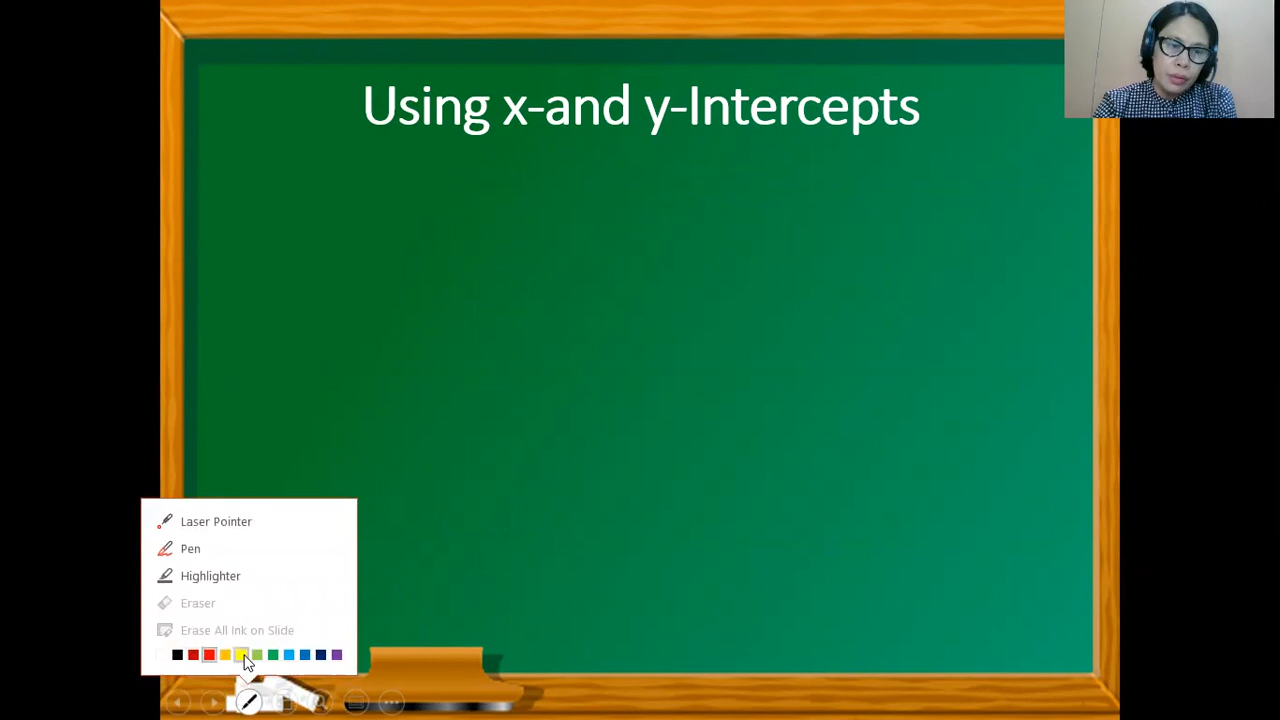 Using x-and y-Intercepts
Laser Pointer
Pen
Highlighter
Eraser
Erase All Ink on Slide